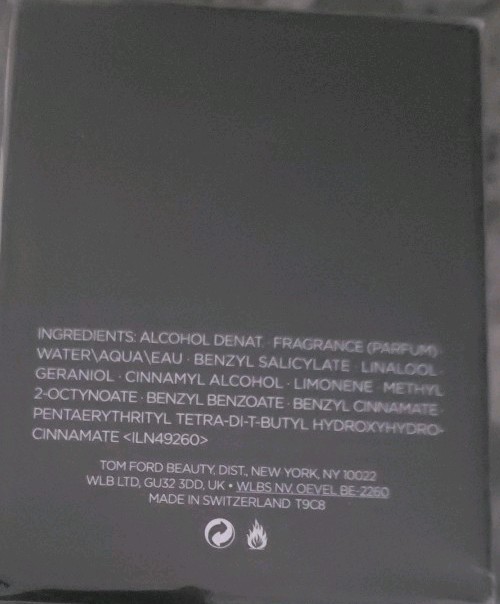 INGREDIENTS: ALCOHOL DENAT · FRAGRANCE (PARFUM)
WATER\AQUA\EAU · BENZYL SALICYLATE · LINALOOL
GERANIOL · CINNAMYL ALCOHOL · LIMONENE · METHYL
2-OCTYNOATE · BENZYL BENZOATE · BENZYL CINNAMATE
PENTAERYTHRITYL TETRA-DI-T-BUTYL HYDROXYHYDRO-
CINNAMATE <ILN49260>
TOM FORD BEAUTY, DIST., NEW YORK, NY 10022
WLB LTD, GU32 3DD, UK • WLBS NV, OEVEL BE-2260
MADE IN SWITZERLAND T9C8